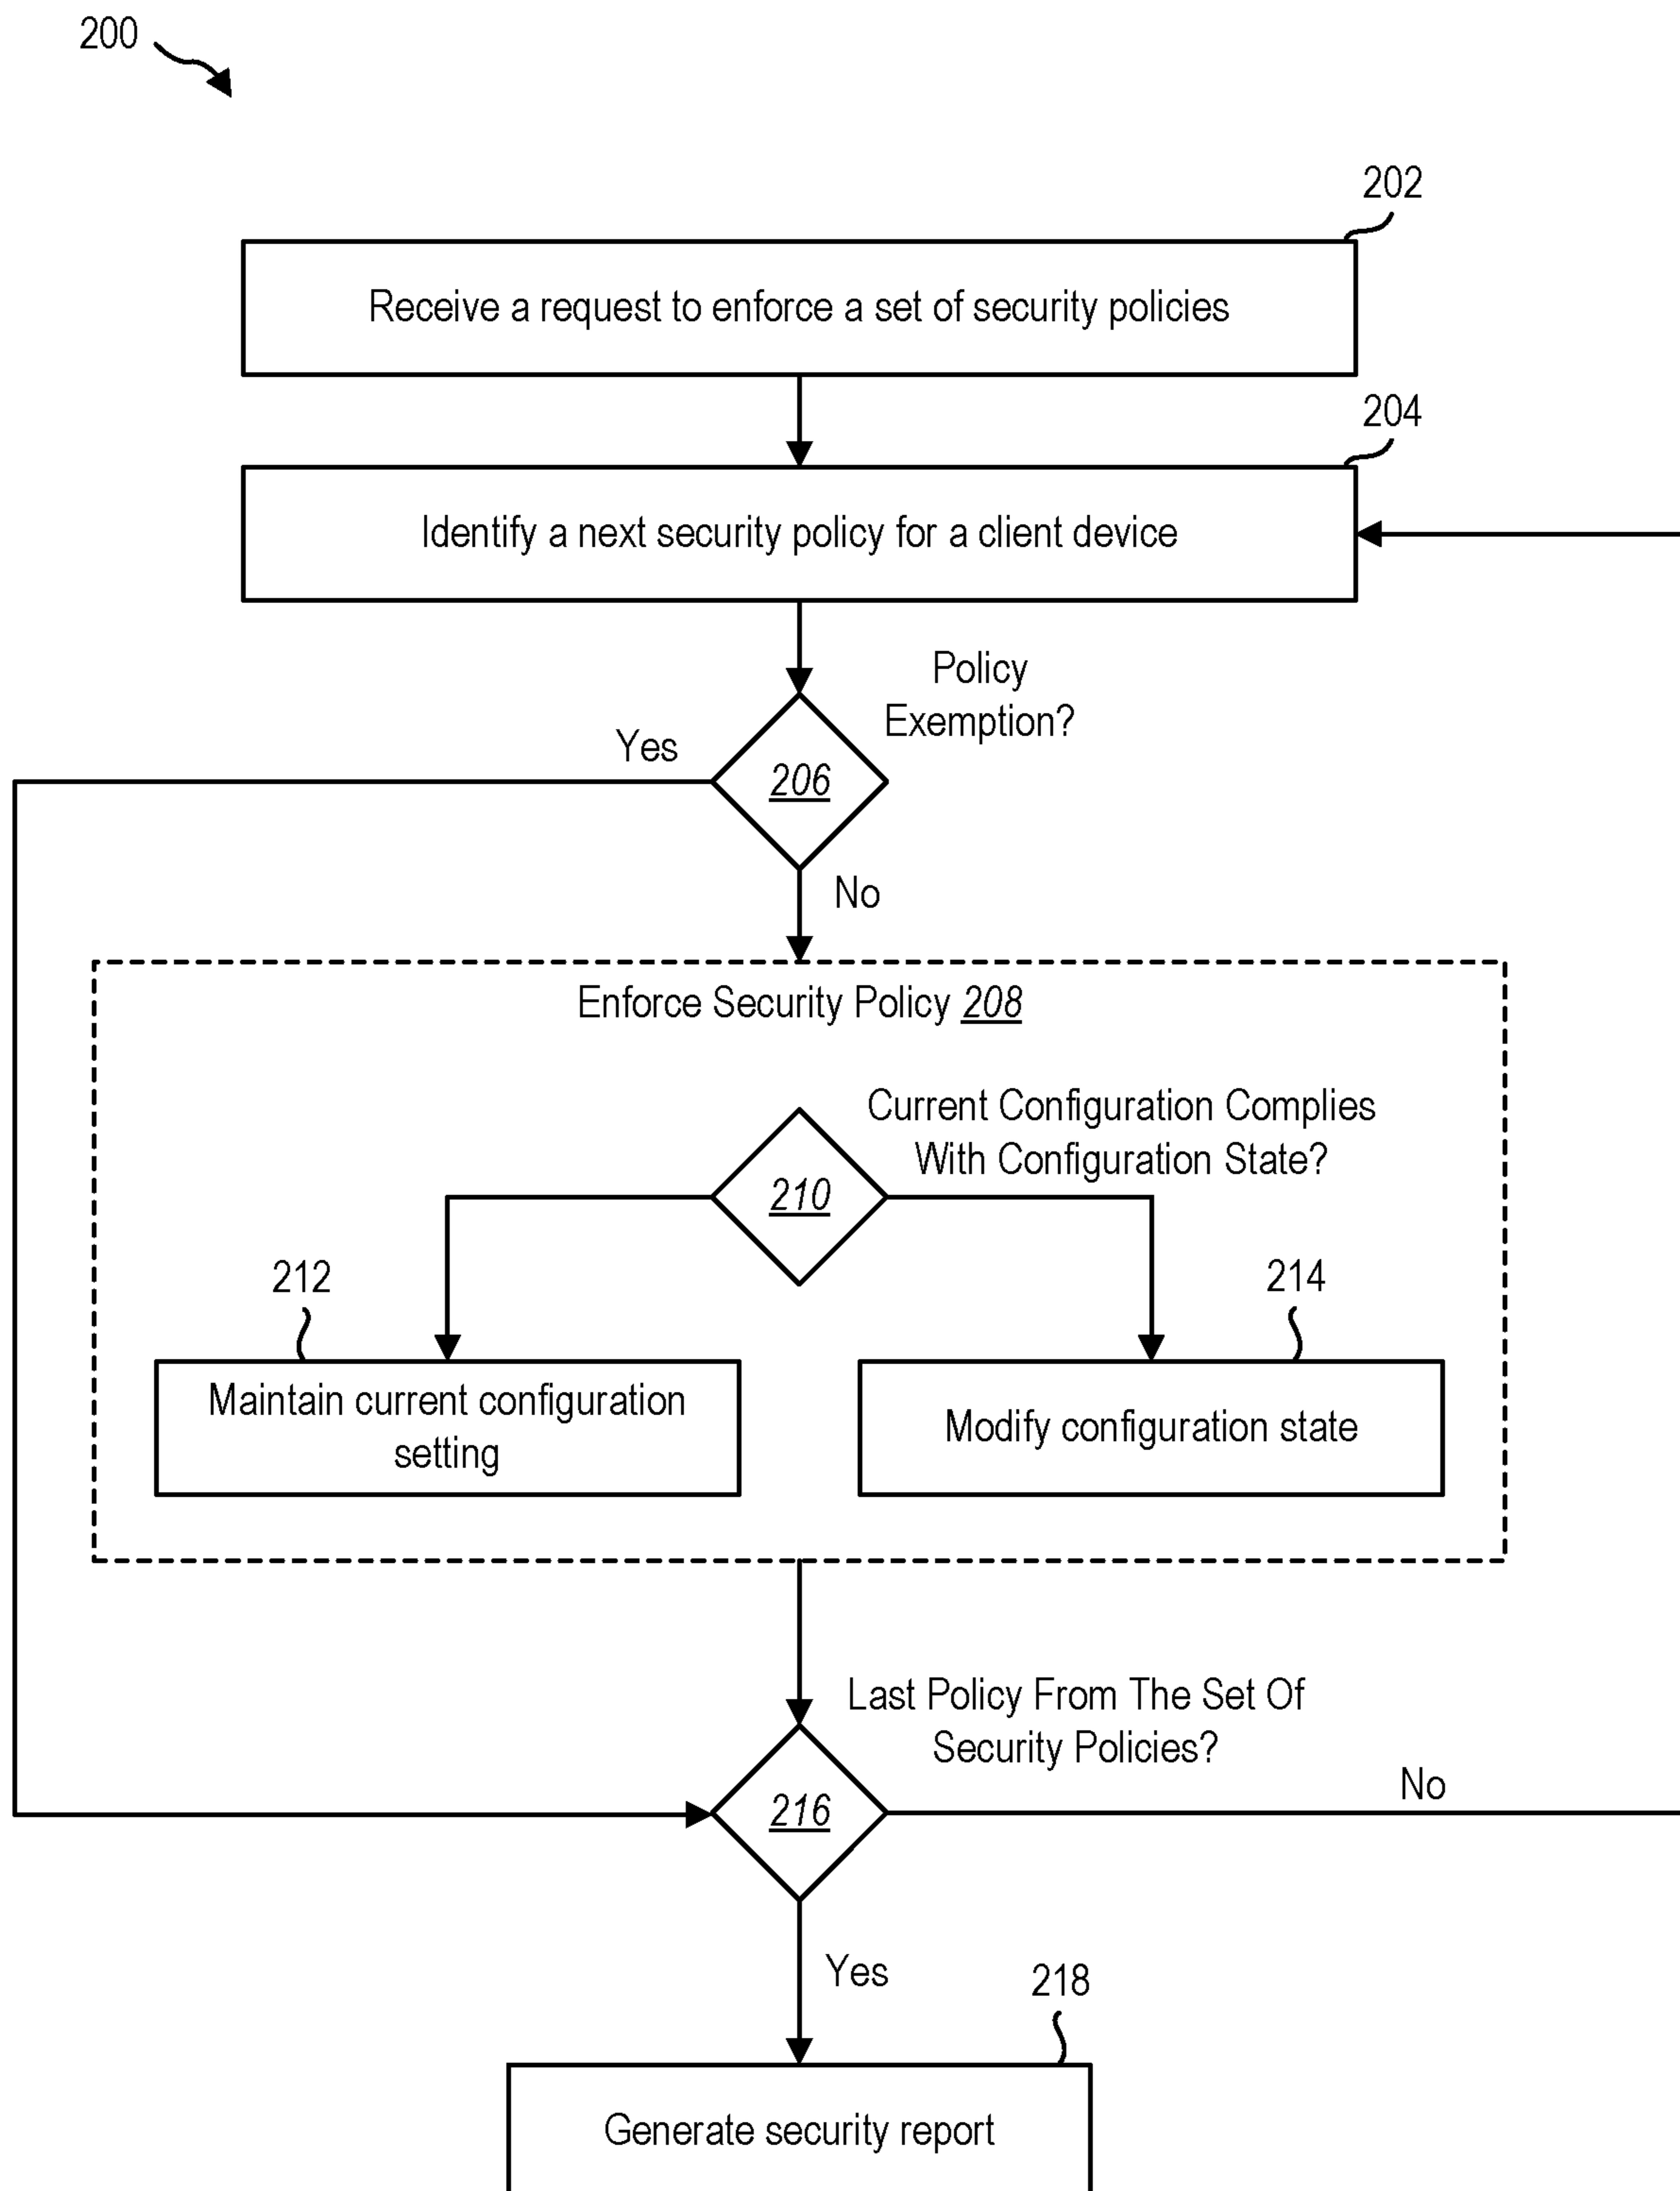 200
202
Receive a request to enforce a set of security policies
204
Identify a next security policy for a client device
Policy
Exemption?
Yes
206
No
Enforce Security Policy 208
Current Configuration Complies
With Configuration State?
210
212
214
Maintain current configuration
setting
Modify configuration state
Last Policy From The Set Of
Security Policies?
No
216
Yes
218
Generate security report